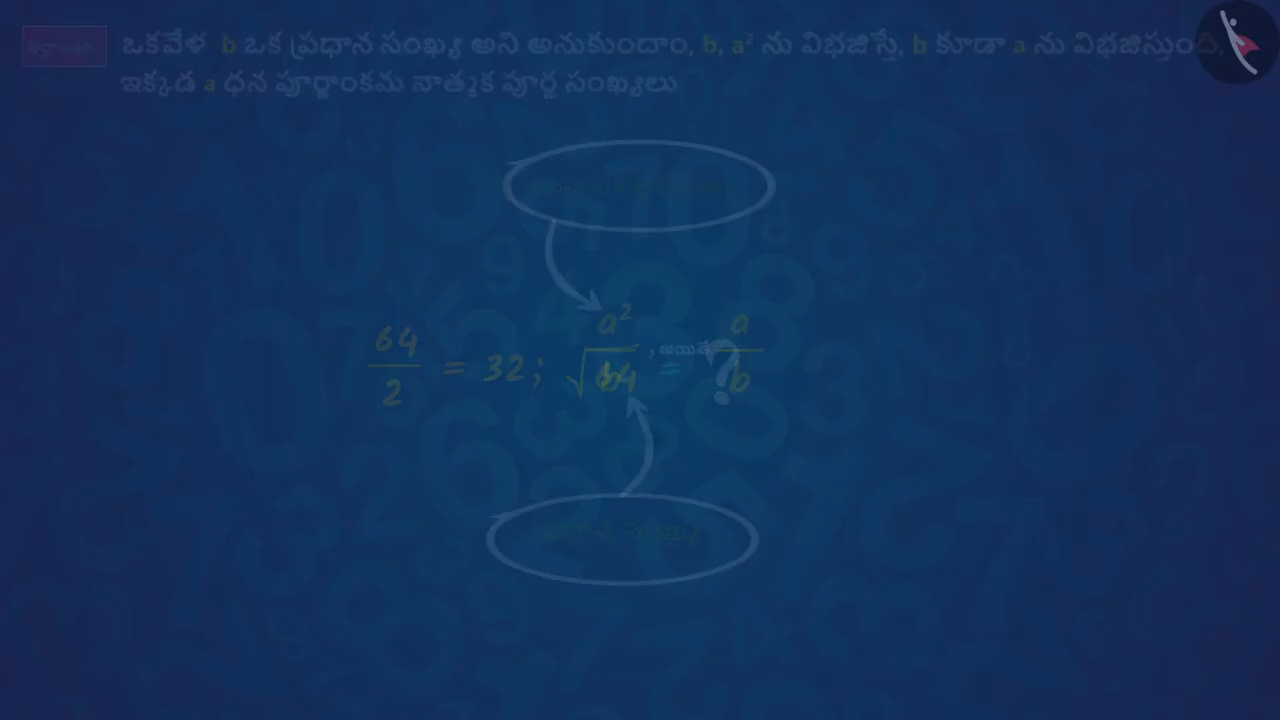 ఒకవేళ b ఒక ప్రధాన సంఖ్య అని అనుకుందాం, b, a² ను విభజిస్తే, b కూడా a ను విభజిస్తుంది,
ఇక్కడ a ధన పూర్ణాంకమ నాత్మక పూర్ణ సంఖ్యలు
64/2 = 32; √64 = ?
a²/b , అయితే a/b